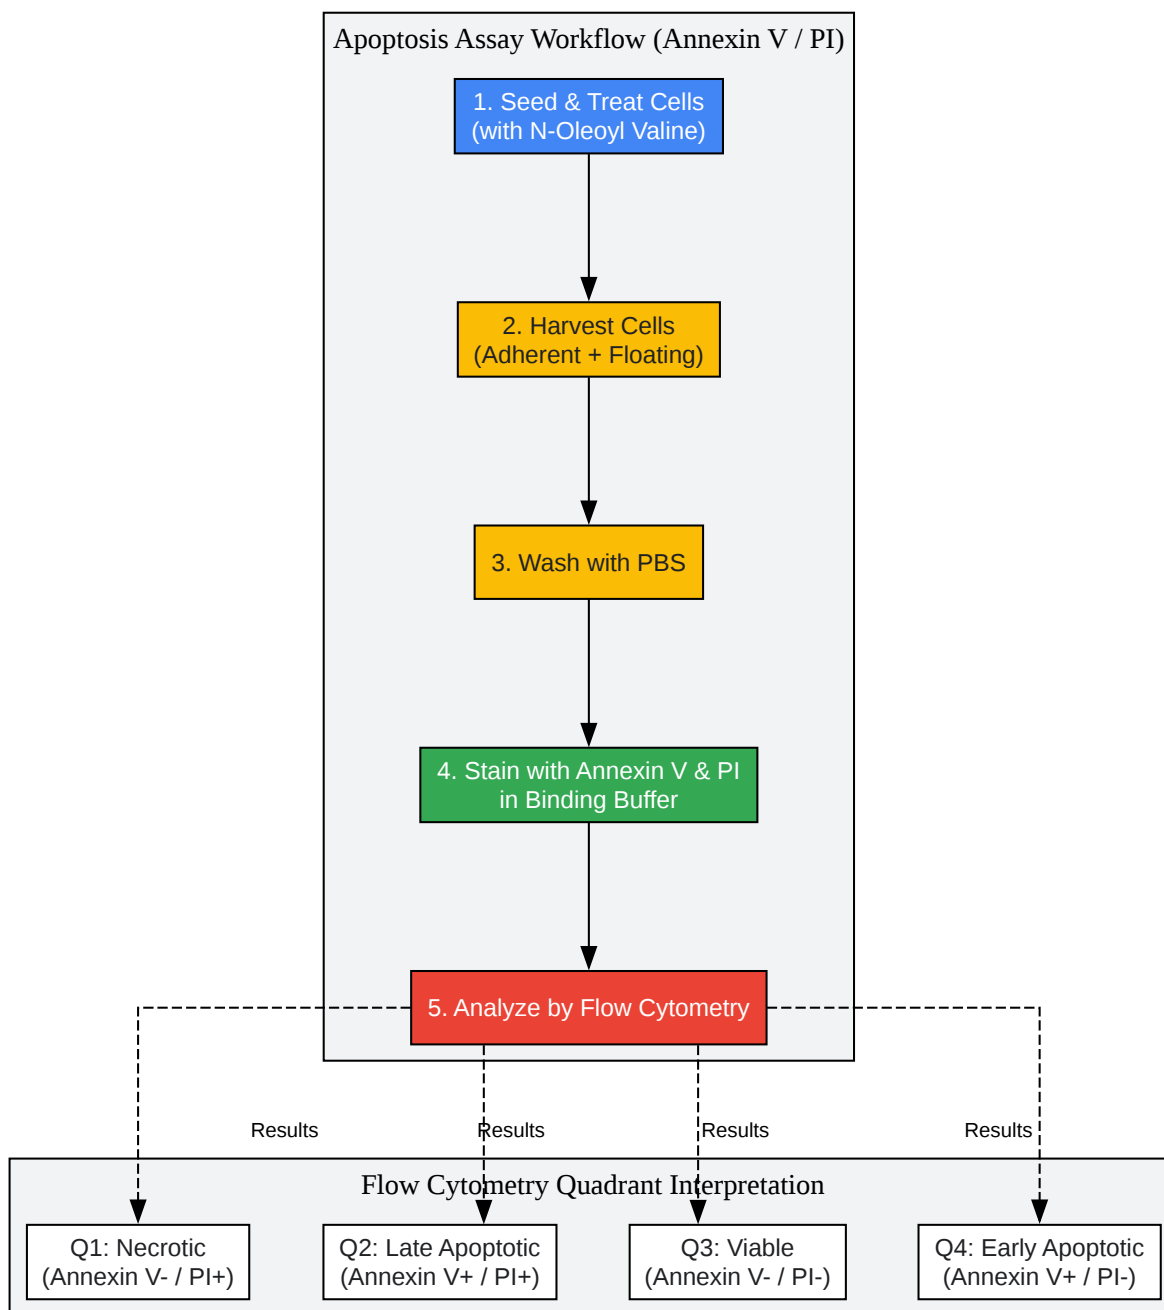 Apoptosis Assay Workflow (Annexin V / PI)
1. Seed & Treat Cells
(with N-Oleoyl Valine)
2. Harvest Cells
(Adherent + Floating)
3. Wash with PBS
4. Stain with Annexin V & PI
in Binding Buffer
5. Analyze by Flow Cytometry
Results
Results
Results
Results
Flow Cytometry Quadrant Interpretation
Q1: Necrotic
(Annexin V- / PI+)
Q2: Late Apoptotic
(Annexin V+ / PI+)
Q3: Viable
(Annexin V- / PI-)
Q4: Early Apoptotic
(Annexin V+ / PI-)